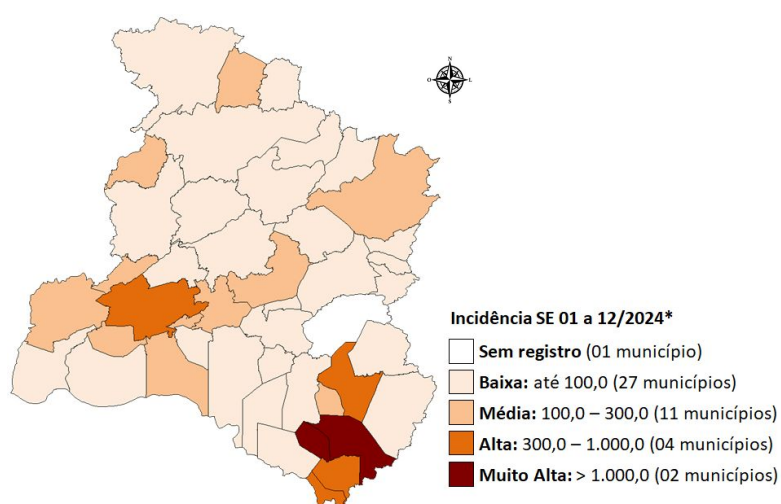 N
O L
S
Incidência SE 01 a 12/2024*
Sem registro (01 município)
Baixa: até 100,0 (27 municípios)
Média: 100,0 – 300,0 (11 municípios)
Alta: 300,0 – 1.000,0 (04 municípios)
Muito Alta: > 1.000,0 (02 municípios)